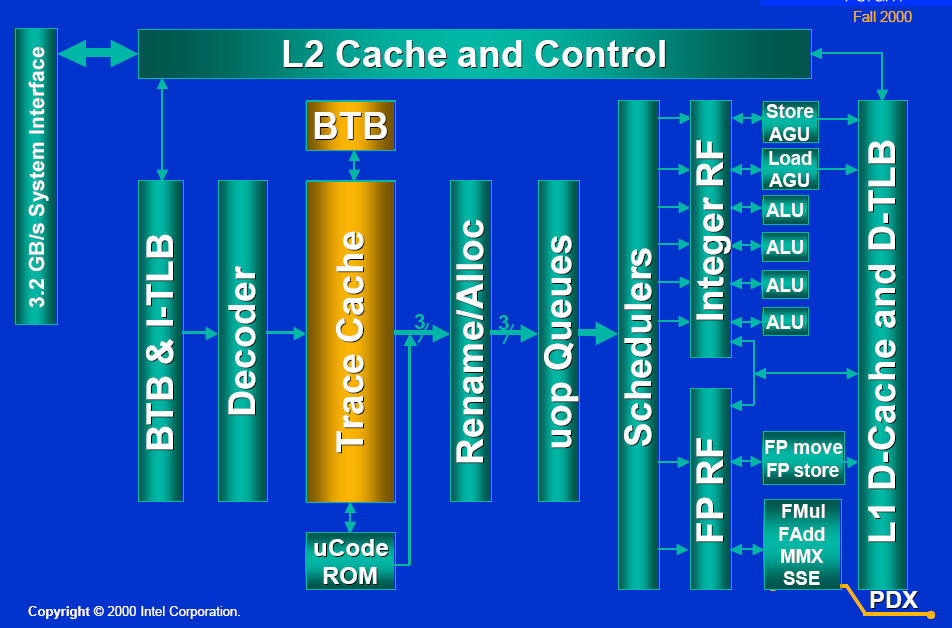 Fall 2000
L2 Cache and Control
3.2 GB/s System Interface
BTB
BTB & I-TLB
Decoder
Trace Cache
3
Rename/Alloc
3
uop Queues
Schedulers
Integer RF
FP RF
Store
AGU
Load
AGU
ALU
ALU
ALU
ALU
FP move
FP store
FMul
FAdd
MMX
SSE
L1 D-Cache and D-TLB
uCode
ROM
Copyright © 2000 Intel Corporation.
PDX